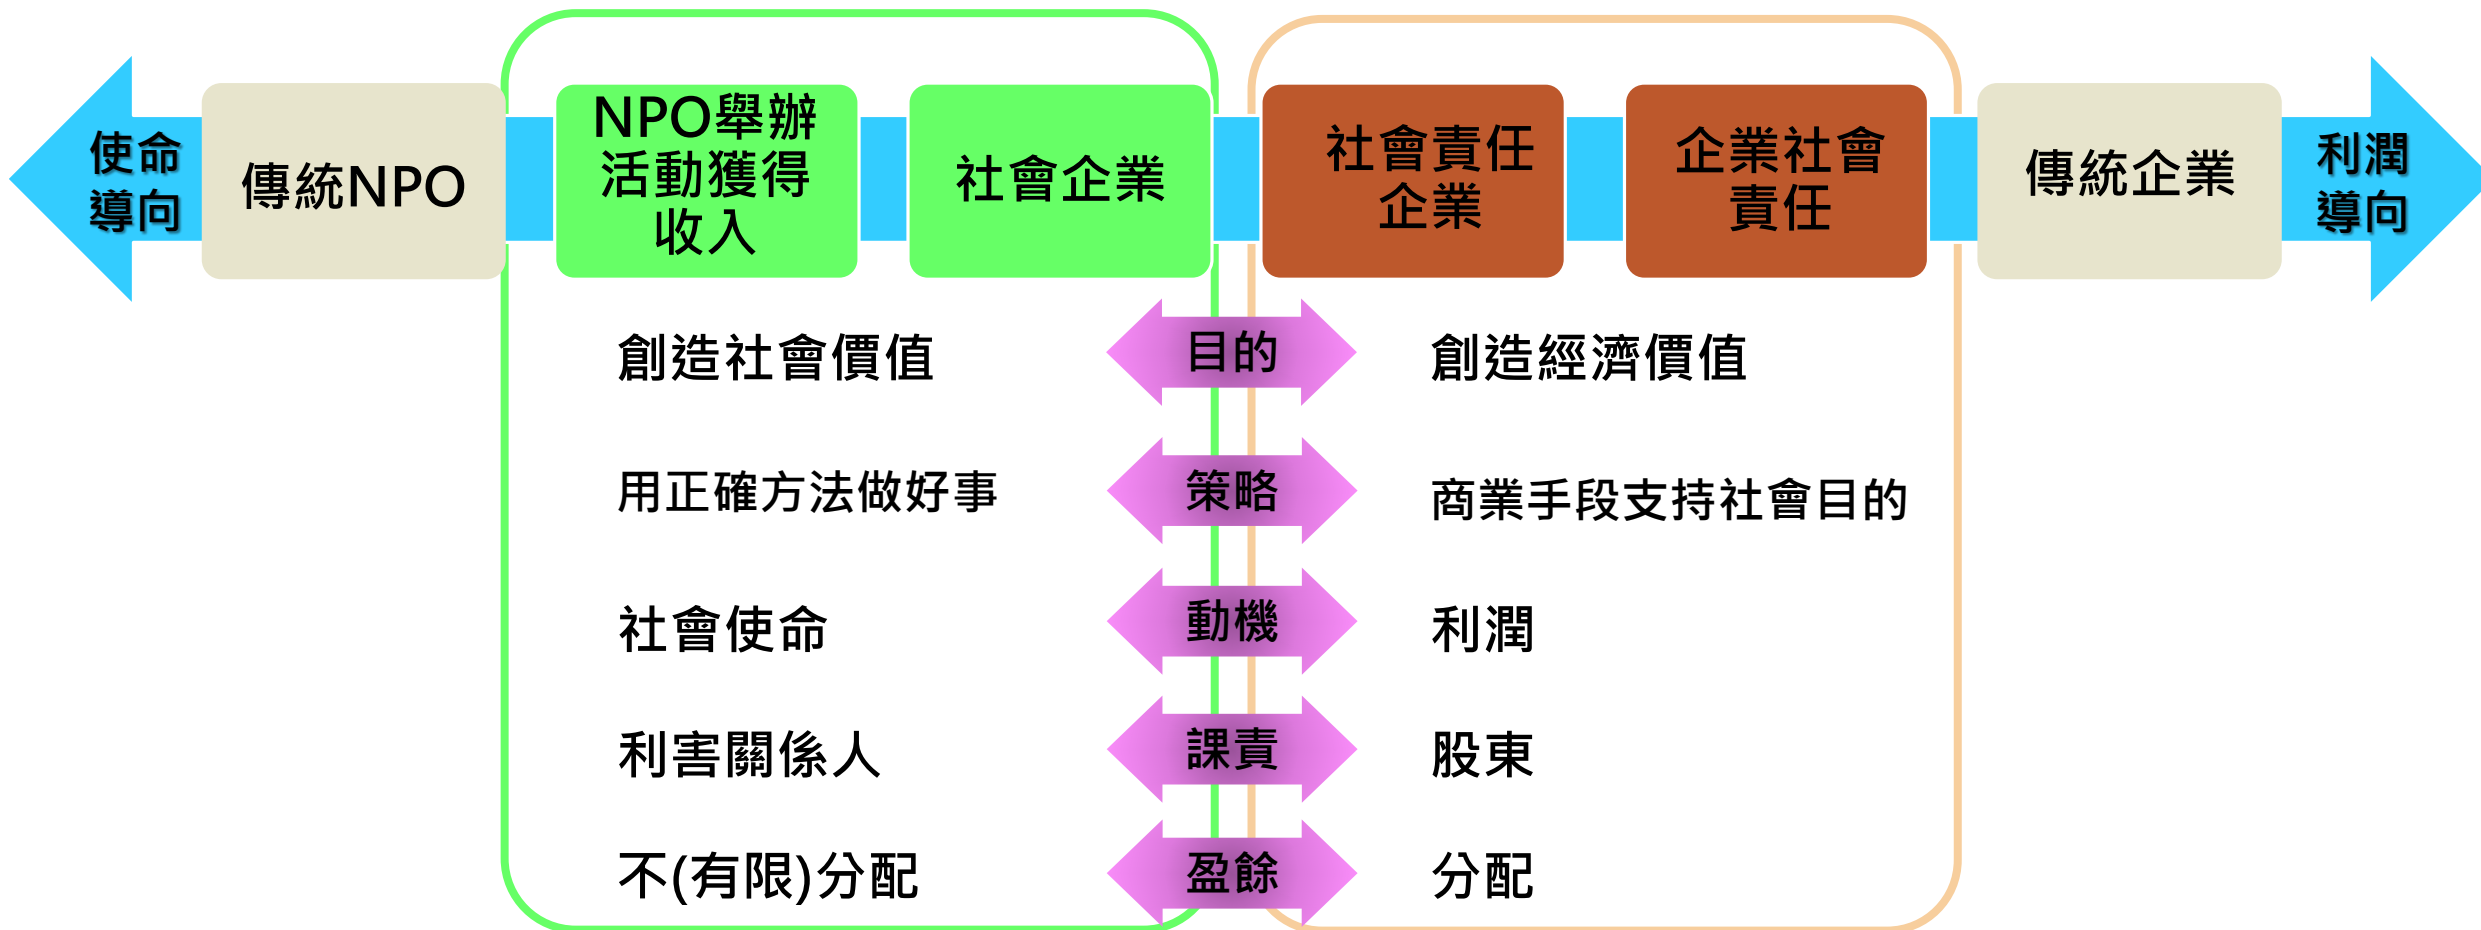 使命
導向
傳統NPO
NPO舉辦
活動獲得
收入
社會企業
社會責任
企業
企業社會
責任
傳統企業
利潤
導向
創造社會價值
目的
創造經濟價值
用正確方法做好事
策略
商業手段支持社會目的
社會使命
動機
利潤
利害關係人
課責
股東
不(有限)分配
盈餘
分配